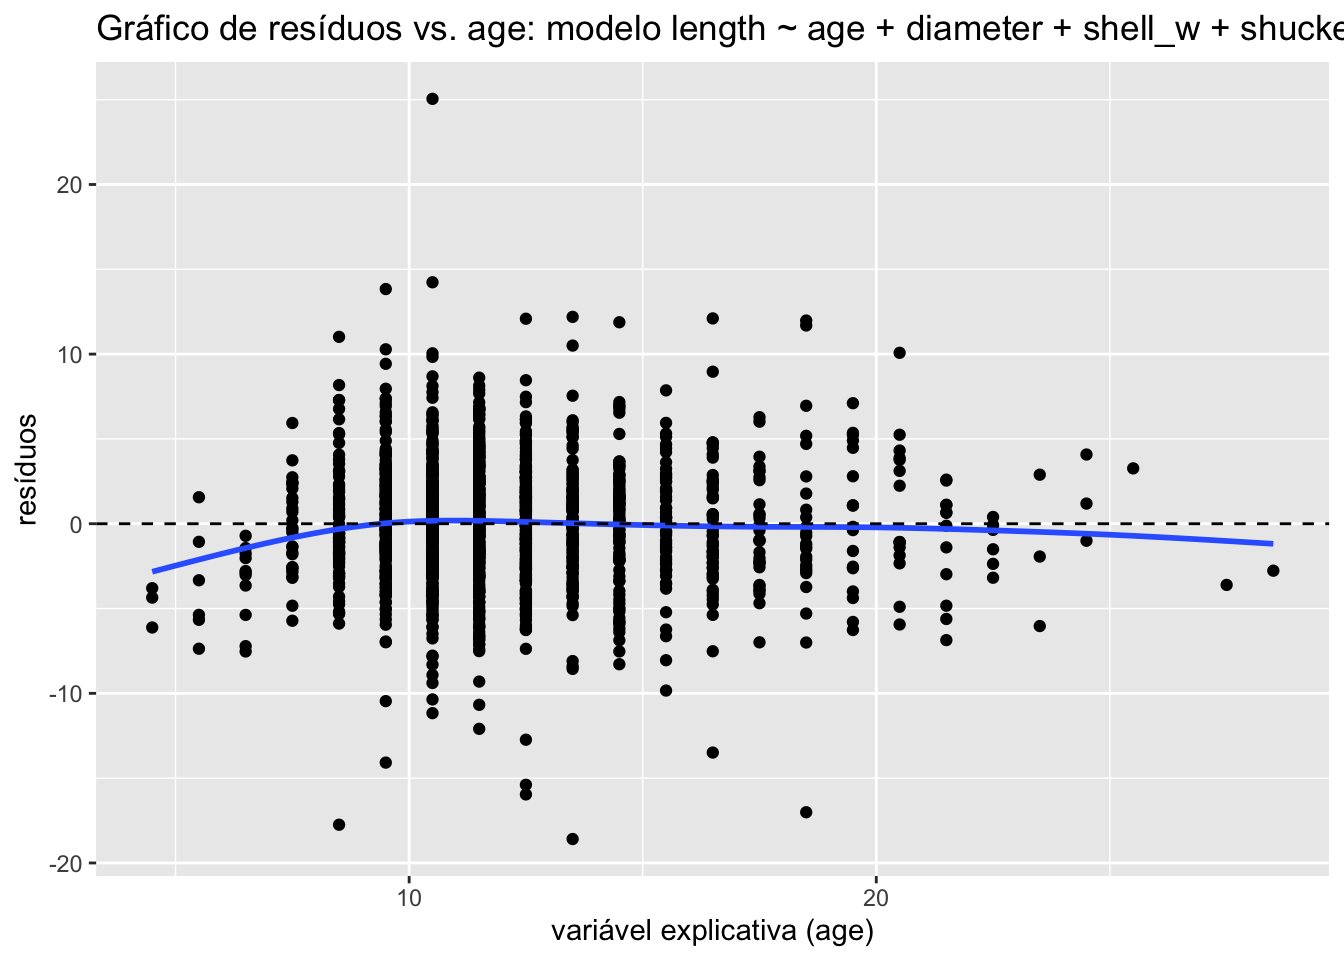 Gráfico de resíduos vs. age: modelo length ~ age + diameter + shell_w + shucke
20
10
0
-10
-20
resíduos
10
20
variável explicativa (age)